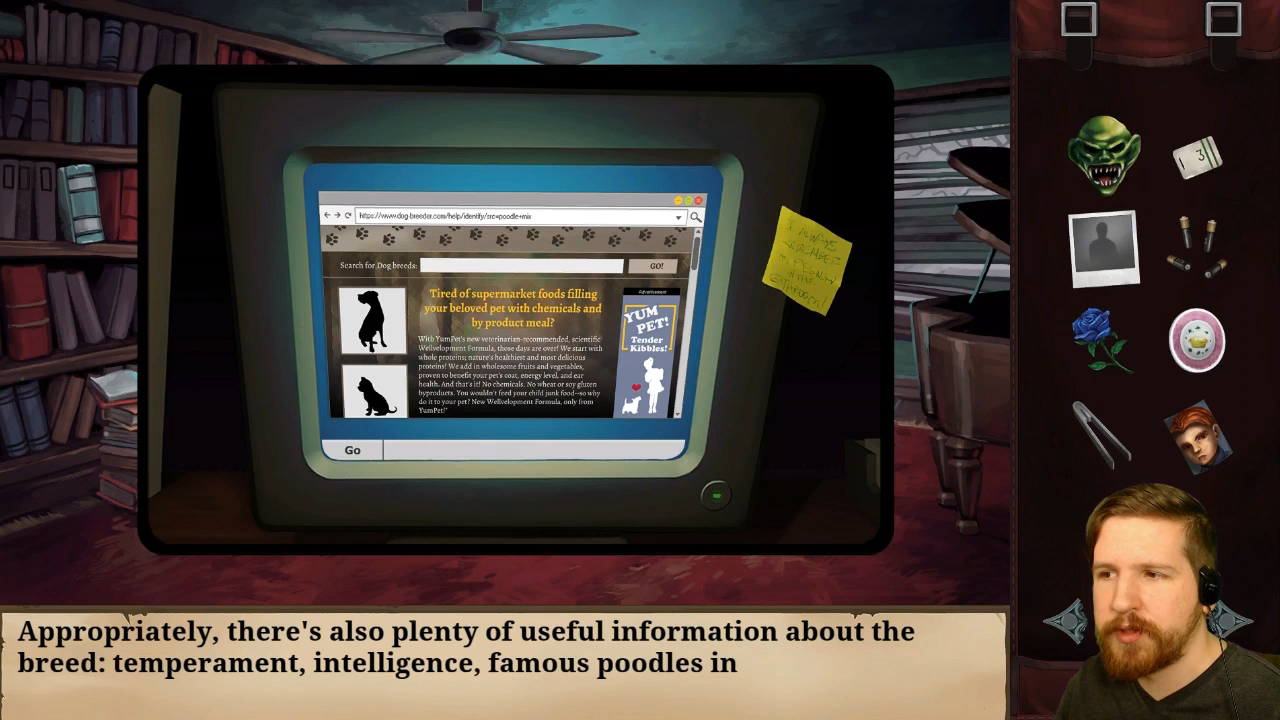 https://www.dog-breeder.com/help/identify/src=poodle+mix
Search for Dog breeds:
GO!
Tired of supermarket foods filling
your beloved pet with chemicals and
by product meal?
With YumPet's new veterinarian-recommended, scientific
Wellvelopment Formula, those days are over! We start with
whole proteins; nature's healthiest and most delicious
proteins! We add in wholesome fruits and vegetables,
proven to benefit your pet's coat, energy level, and ear
health. And that's it! No chemicals. No wheat or soy gluten
byproducts. You wouldn't feed your child junk food--so why
do it to your pet? New Wellvelopment Formula, only from
YumPet!"
Advertisement
YUM
PET!
Tender
Kibbles!
Go
I ALWAYS
3
Appropriately, there's also plenty of useful information about the
breed: temperament, intelligence, famous poodles in